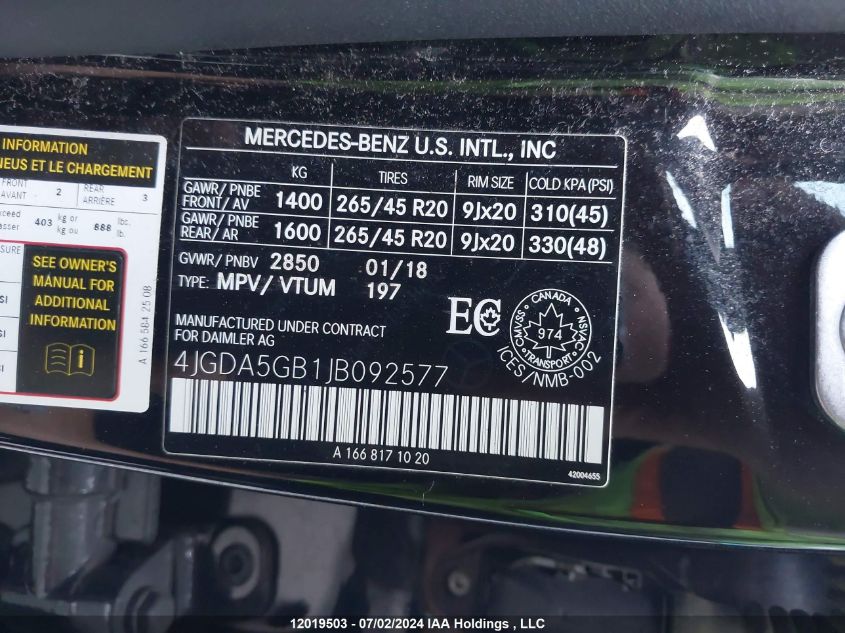 INFORMATION
NEUS ET LE CHARGEMENT
FRONT
AVANT 2 REAR
ARRIÈRE 3
403 kg or
kg ou 888 lbs.
lb.
SEE OWNER'S
MANUAL FOR
ADDITIONAL
INFORMATION
A 166 584 25 08
MERCEDES-BENZ U.S. INTL., INC
KG TIRES RIM SIZE COLD KPA (PSI)
GAWR/ PNBE
FRONT/ AV 1400 265/45 R20 9Jx20 310(45)
GAWR/ PNBE
REAR/ AR 1600 265/45 R20 9Jx20 330(48)
GVWR/ PNBV 2850 01/18
TYPE: MPV/ VTUM 197
MANUFACTURED UNDER CONTRACT
FOR DAIMLER AG
EC
CANADA
CMVSS 974 NSVAC
TRANSPORT
ICES/NMB-002
4JGDA5GB1JB092577
A 166 817 10 20
42004655
12019503 - 07/02/2024 IAA Holdings , LLC